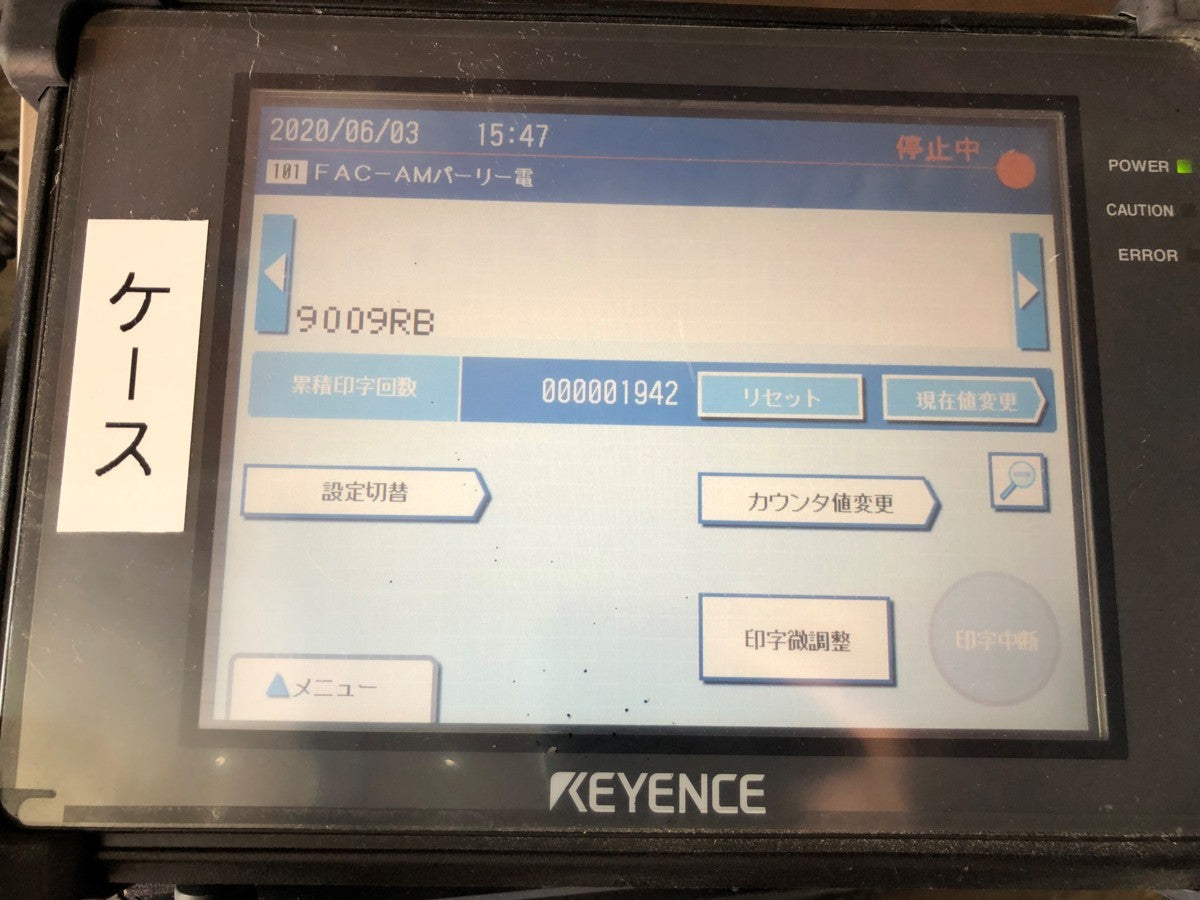 2020/06/03 15:47
停止中
101 FAC-AMパーリー電
POWER
CAUTION
ERROR
ケース
9009RB
累積印字回数 000001942 リセット 現在値変更
設定切替 カウンタ値変更
印字微調整 印字中断
▲メニュー
KEYENCE